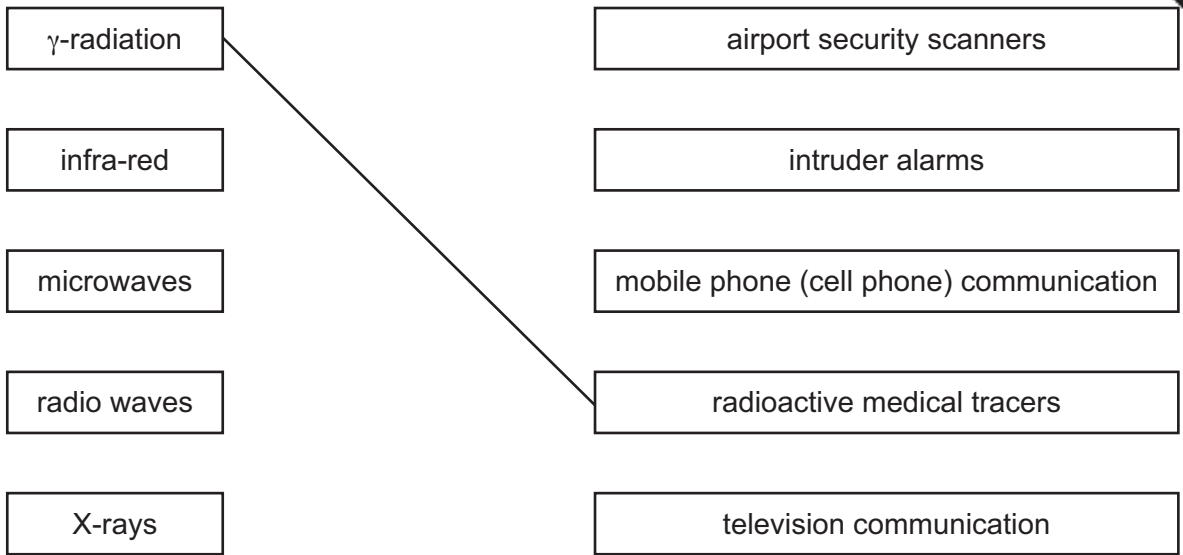 γ-radiation
airport security scanners
infra-red
intruder alarms
microwaves
mobile phone (cell phone) communication
radio waves
radioactive medical tracers
X-rays
television communication